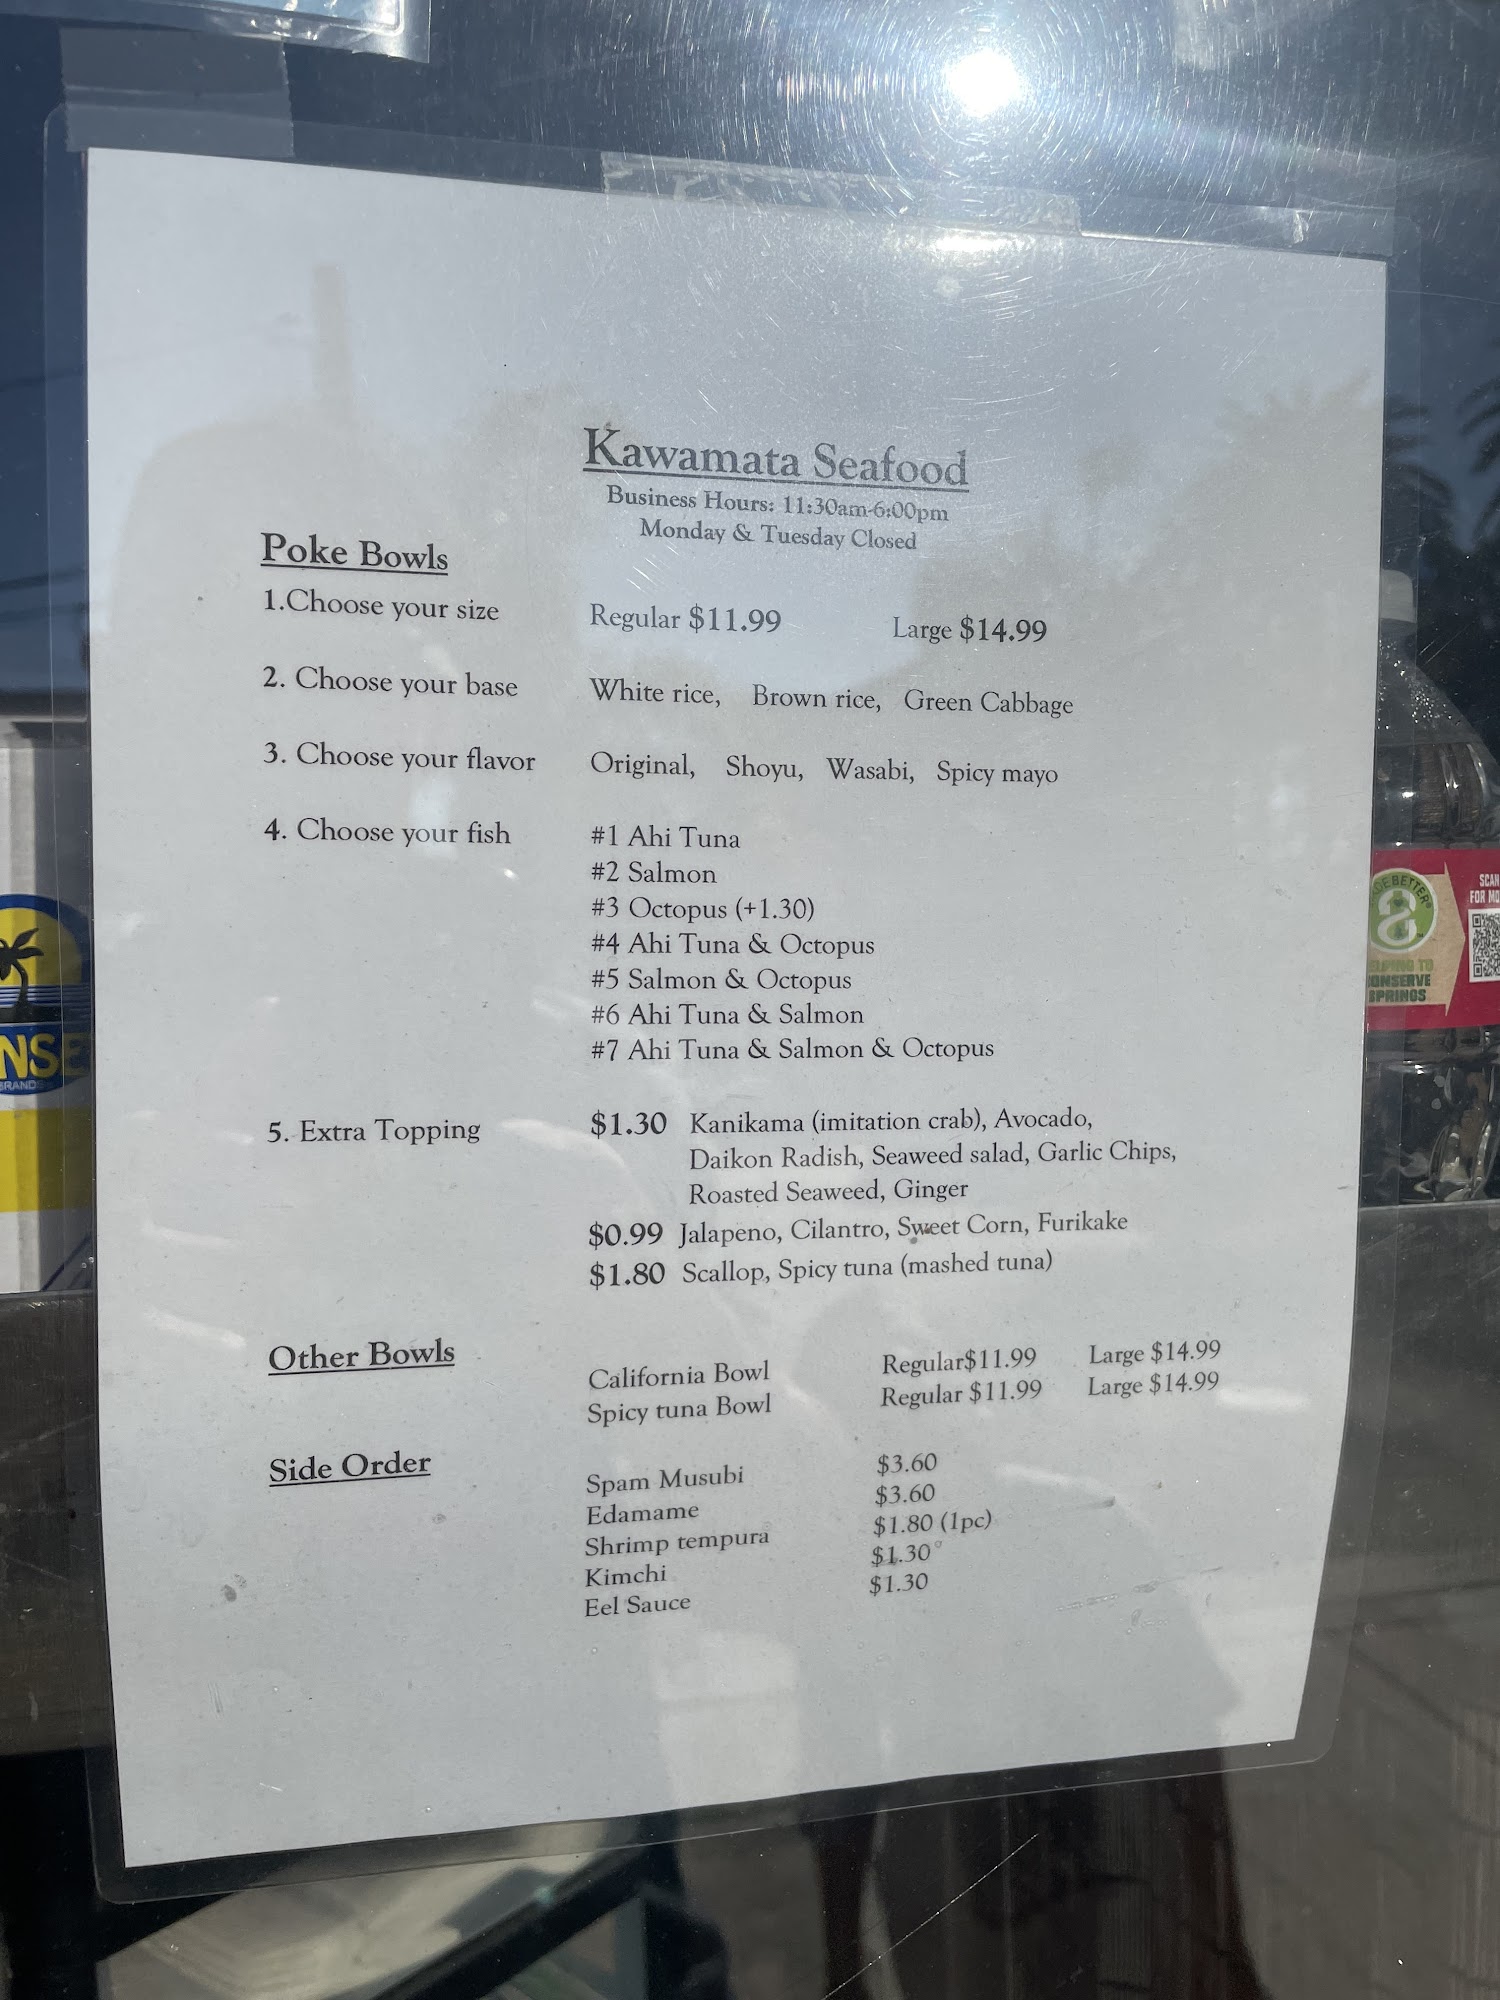 Kawamata Seafood
Business Hours: 11:30am-6:00pm
Monday & Tuesday Closed
Poke Bowls
1.Choose your size Regular $11.99 Large $14.99
2. Choose your base White rice, Brown rice, Green Cabbage
3. Choose your flavor Original, Shoyu, Wasabi, Spicy mayo
4. Choose your fish #1 Ahi Tuna
#2 Salmon
#3 Octopus (+1.30)
#4 Ahi Tuna & Octopus
#5 Salmon & Octopus
#6 Ahi Tuna & Salmon
#7 Ahi Tuna & Salmon & Octopus
5. Extra Topping $1.30 Kanikama (imitation crab), Avocado,
Daikon Radish, Seaweed salad, Garlic Chips,
Roasted Seaweed, Ginger
$0.99 Jalapeno, Cilantro, Sweet Corn, Furikake
$1.80 Scallop, Spicy tuna (mashed tuna)
Other Bowls
California Bowl Regular$11.99 Large $14.99
Spicy tuna Bowl Regular $11.99 Large $14.99
Side Order
Spam Musubi $3.60
Edamame $3.60
Shrimp tempura $1.80 (1pc)
Kimchi $1.30
Eel Sauce $1.30
NSE
BRANDS
SCAN
FOR MO